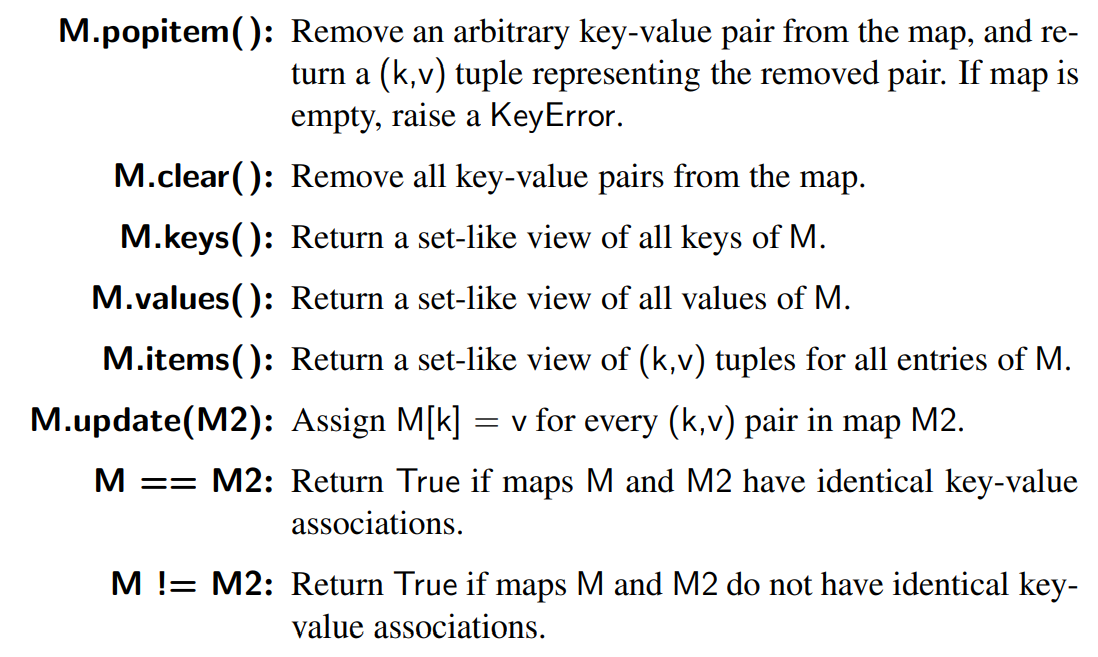 M.popitem(): Remove an arbitrary key-value pair from the map, and re-
turn a (k,v) tuple representing the removed pair. If map is
empty, raise a KeyError.
M.clear(): Remove all key-value pairs from the map.
M.keys(): Return a set-like view of all keys of M.
M.values(): Return a set-like view of all values of M.
M.items(): Return a set-like view of (k,v) tuples for all entries of M.
M.update(M2): Assign M[k] = v for every (k,v) pair in map M2.
M == M2: Return True if maps M and M2 have identical key-value
associations.
M != M2: Return True if maps M and M2 do not have identical key-
value associations.